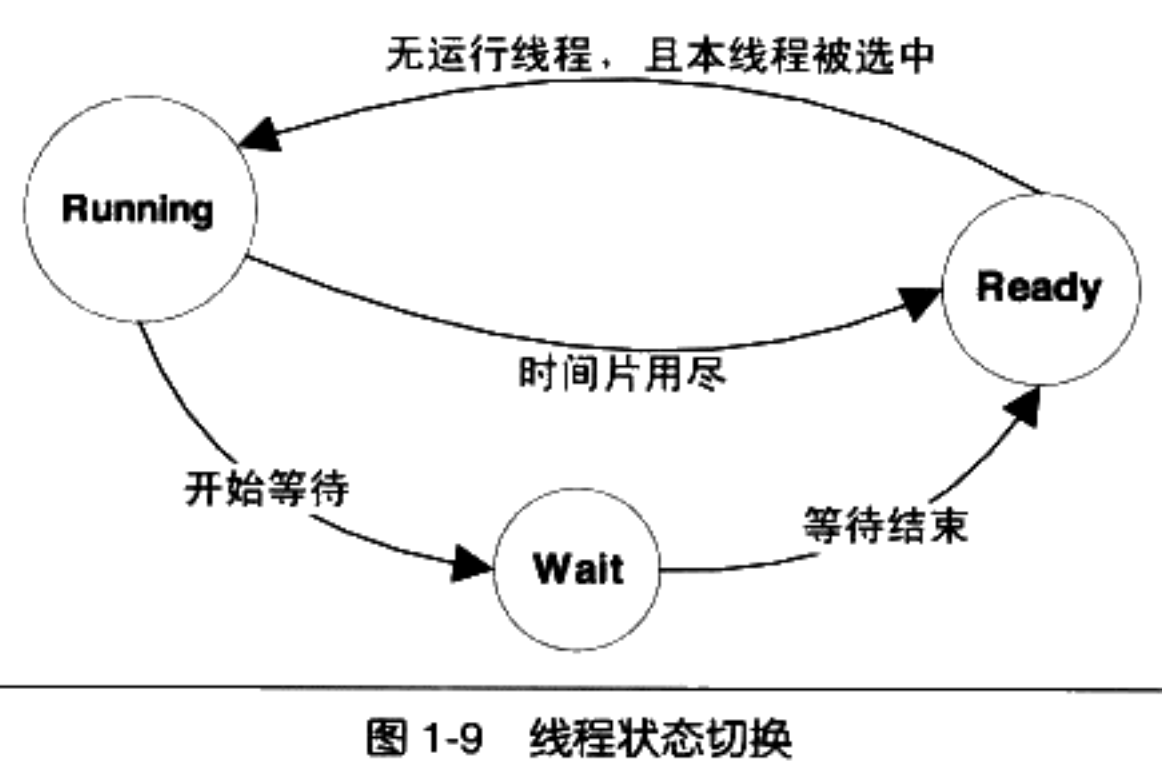 无运行线程，且本线程被选中
Running
Ready
时间片用尽
开始等待
等待结束
Wait
图 1-9 线程状态切换